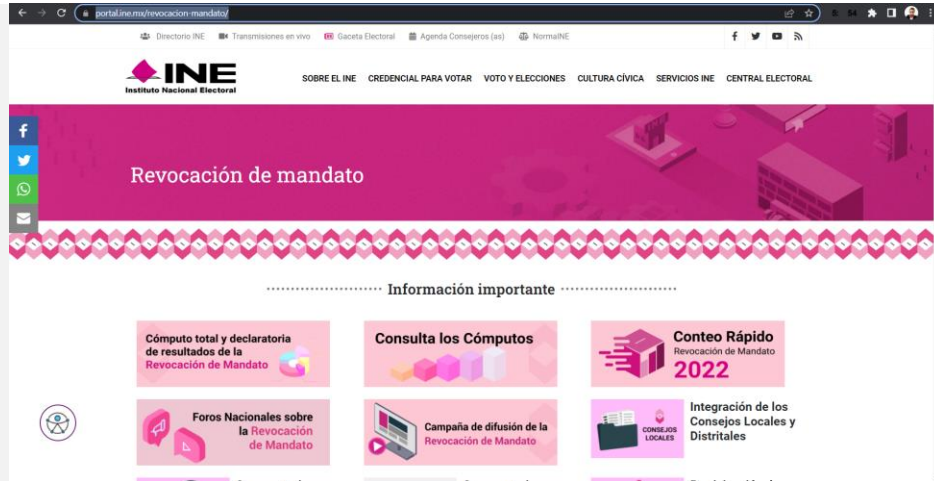 portal.ine.mx/revocacion-mandato/
Directorio INE Transmisiones en vivo Gaceta Electoral Agenda Consejeros (as) NormaINE
INE
Instituto Nacional Electoral
SOBRE EL INE CREDENCIAL PARA VOTAR VOTO Y ELECCIONES CULTURA CÍVICA SERVICIOS INE CENTRAL ELECTORAL
Revocación de mandato
Información importante
Cómputo total y declaratoria
de resultados de la
Revocación de Mandato
Consulta los Cómputos
Conteo Rápido
Revocación de Mandato
2022
Foros Nacionales sobre
la Revocación
de Mandato
Campaña de difusión de la
Revocación de Mandato
CONSEJOS
LOCALES
Integración de los
Consejos Locales y
Distritales